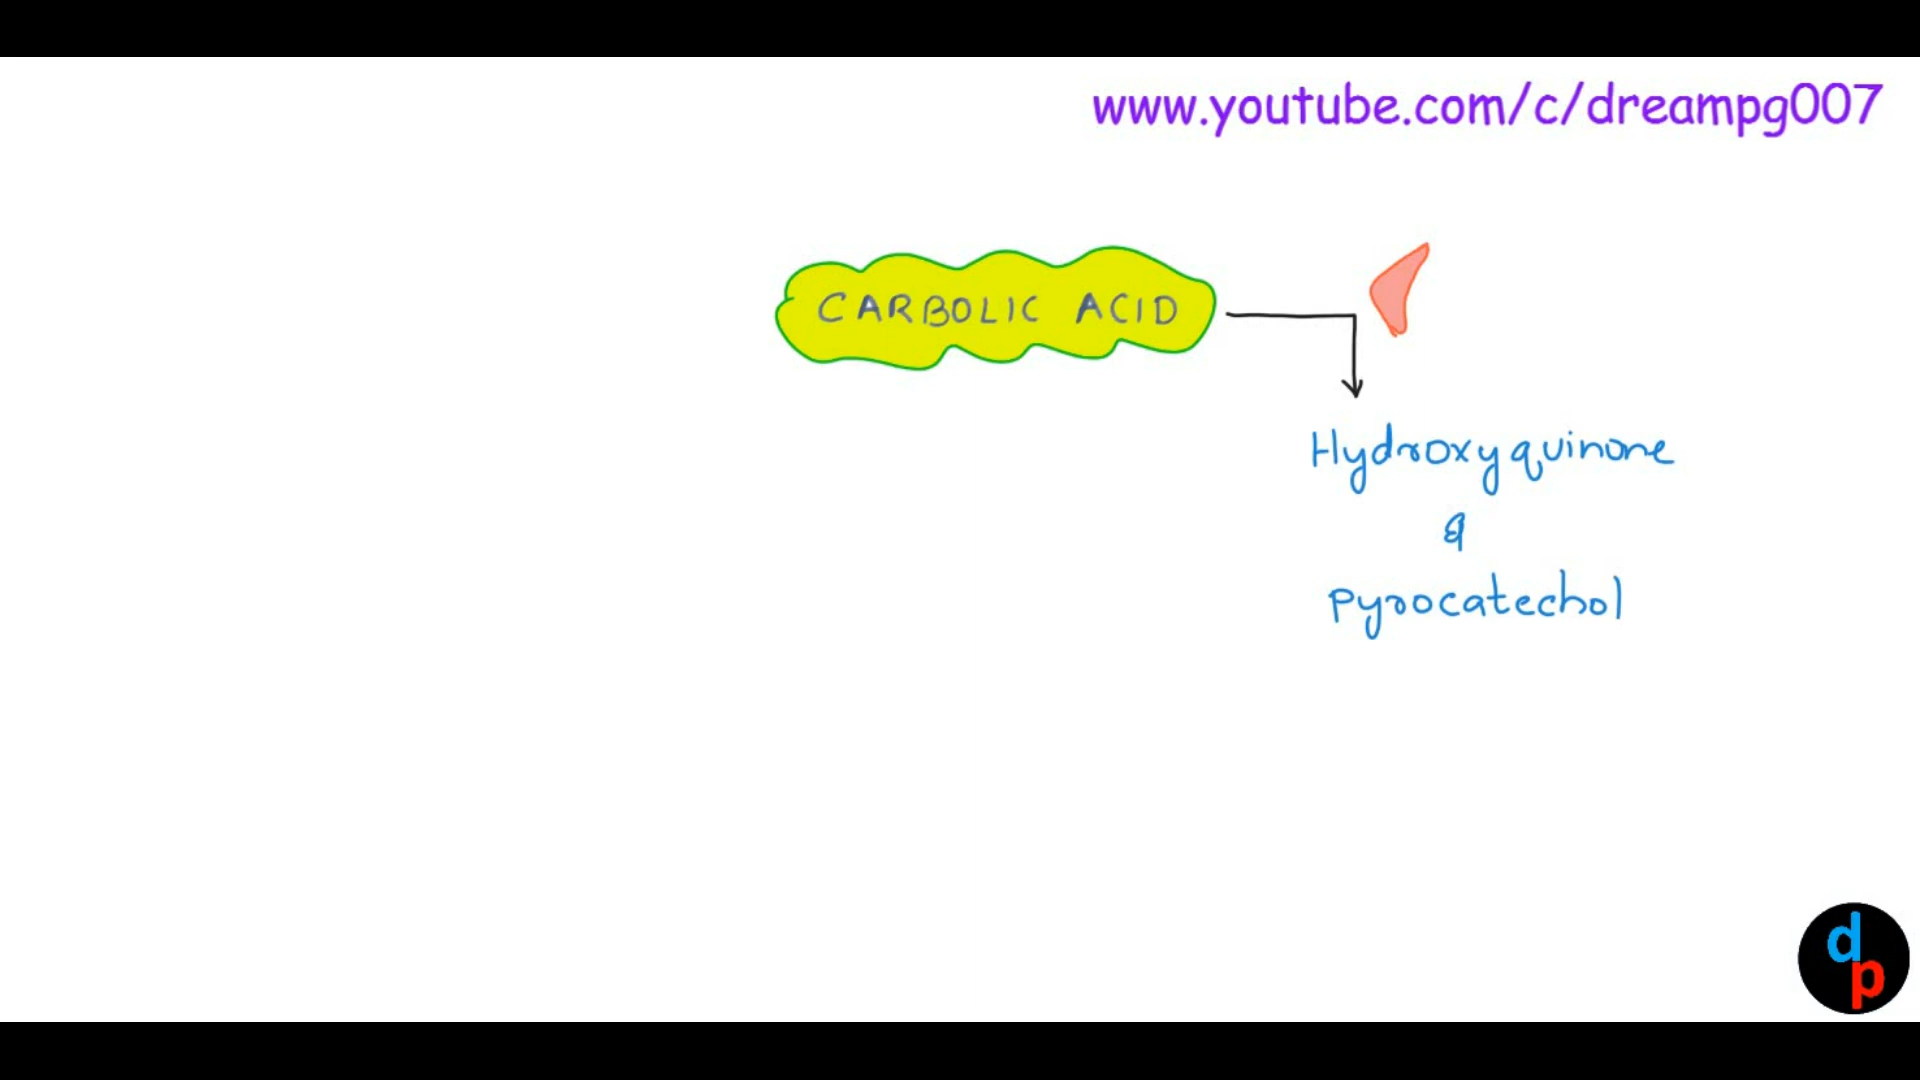 www.youtube.com/c/dreampg007
CARBOLIC ACID
Hydroxyquinone
&
Pyrocatechol
dp